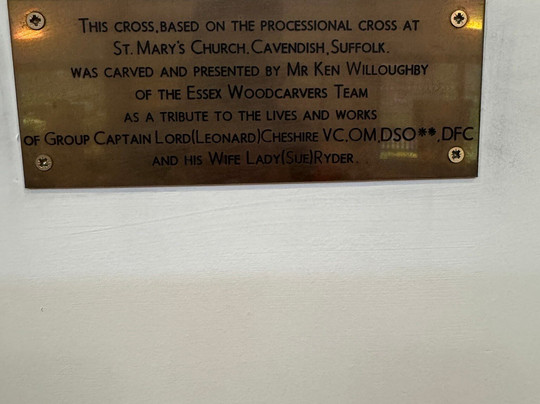 This cross,based on the processional cross at
St. Mary's Church,Cavendish,Suffolk.
was carved and presented by Mr Ken Willoughby
of the Essex Woodcarvers Team
as a tribute to the lives and works
of Group Captain Lord(Leonard)Cheshire VC,OM,DSO**,DFC
and his Wife Lady(Sue)Ryder.